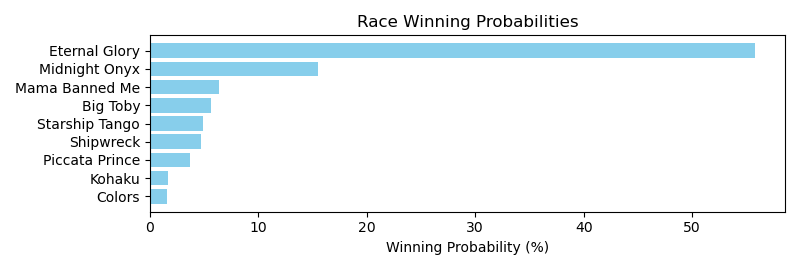 Race Winning Probabilities
Eternal Glory
Midnight Onyx
Mama Banned Me
Big Toby
Starship Tango
Shipwreck
Piccata Prince
Kohaku
Colors
0 10 20 30 40 50
Winning Probability (%)